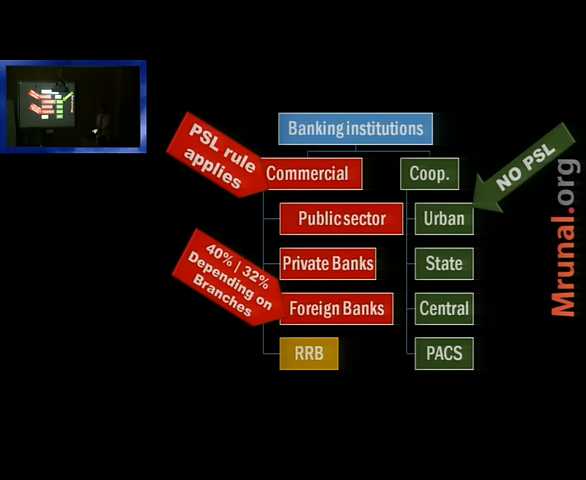 Banking institutions
PSL rule
applies
Commercial
Coop.
NO PSL
Public sector
Urban
40% | 32%
Depending on
Branches
Private Banks
State
Foreign Banks
Central
RRB
PACS
Mrunal.org